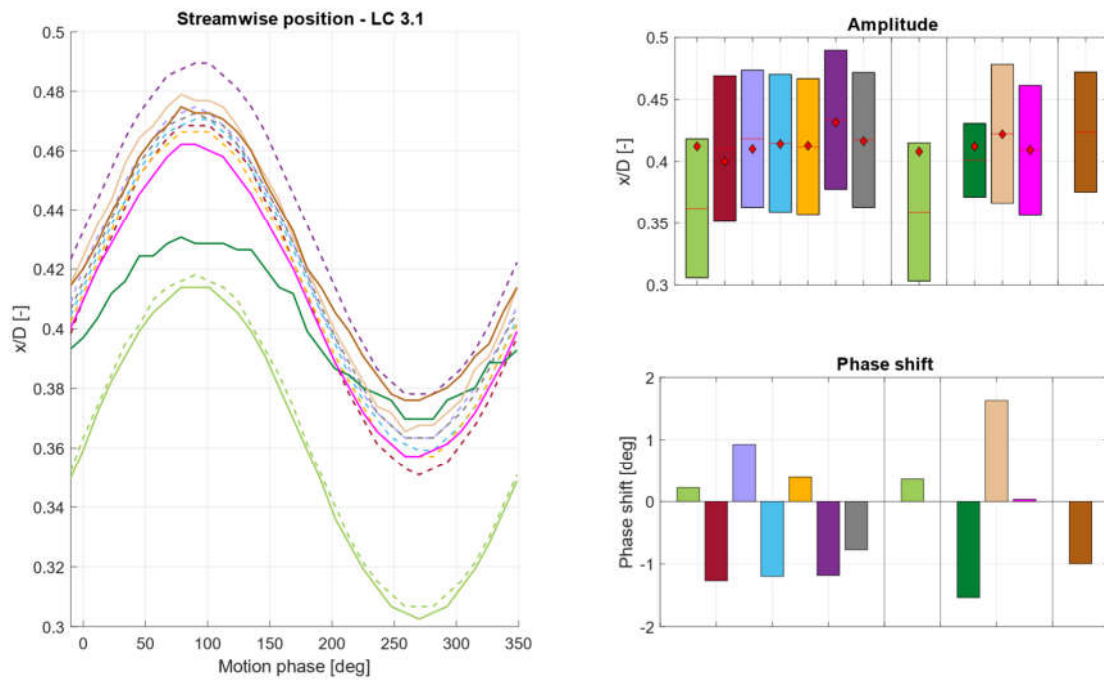 Streamwise position - LC 3.1
0.5
0.48
0.46
0.44
0.42
0.4
0.38
0.36
0.34
0.32
0.3
x/D [-]
0 50 100 150 200 250 300 350
Motion phase [deg]
Amplitude
0.5
0.45
0.4
0.35
0.3
x/D [-]
Phase shift
2
1
0
-1
-2
Phase shift [deg]